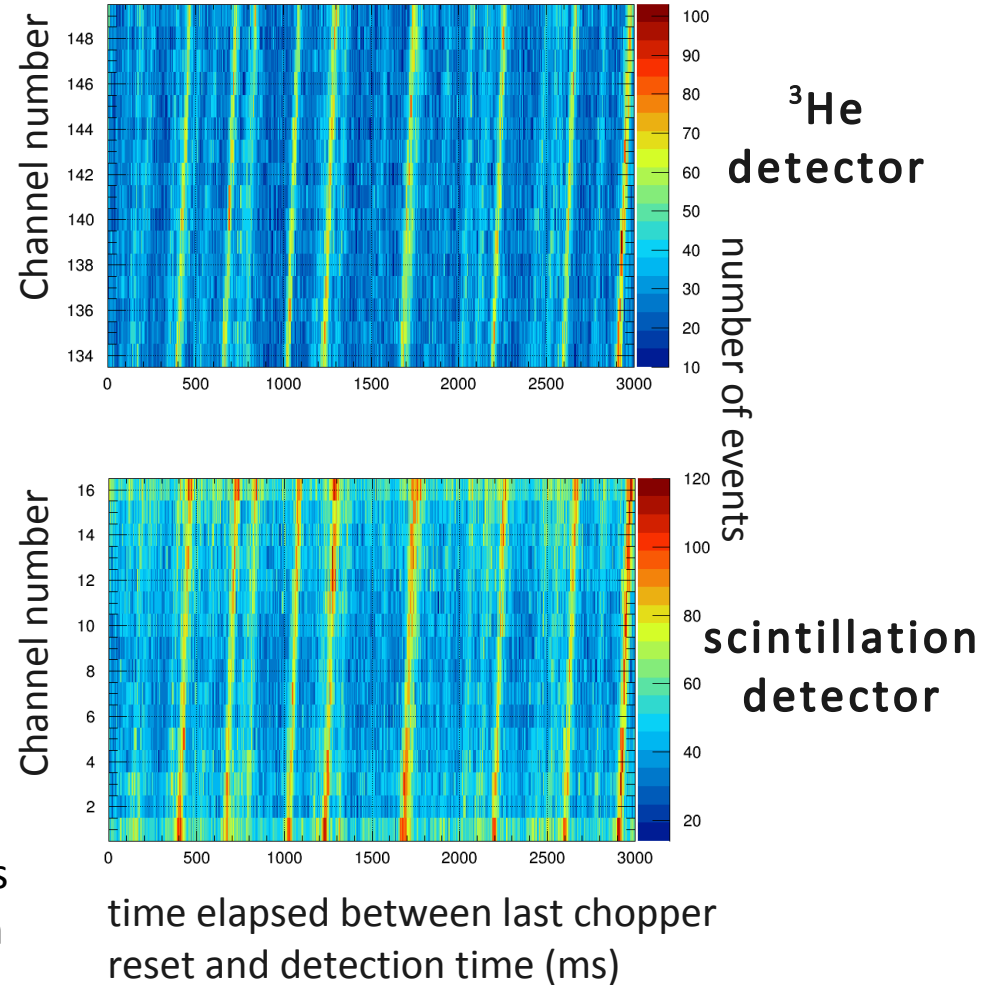 Channel number
148
146
144
142
140
138
136
134
0 500 1000 1500 2000 2500 3000
100
90
80
70
60
50
40
30
20
10
³He
detector
number of events
Channel number
16
14
12
10
8
6
4
2
0 500 1000 1500 2000 2500 3000
120
100
80
60
40
20
scintillation
detector
time elapsed between last chopper
reset and detection time (ms)
s